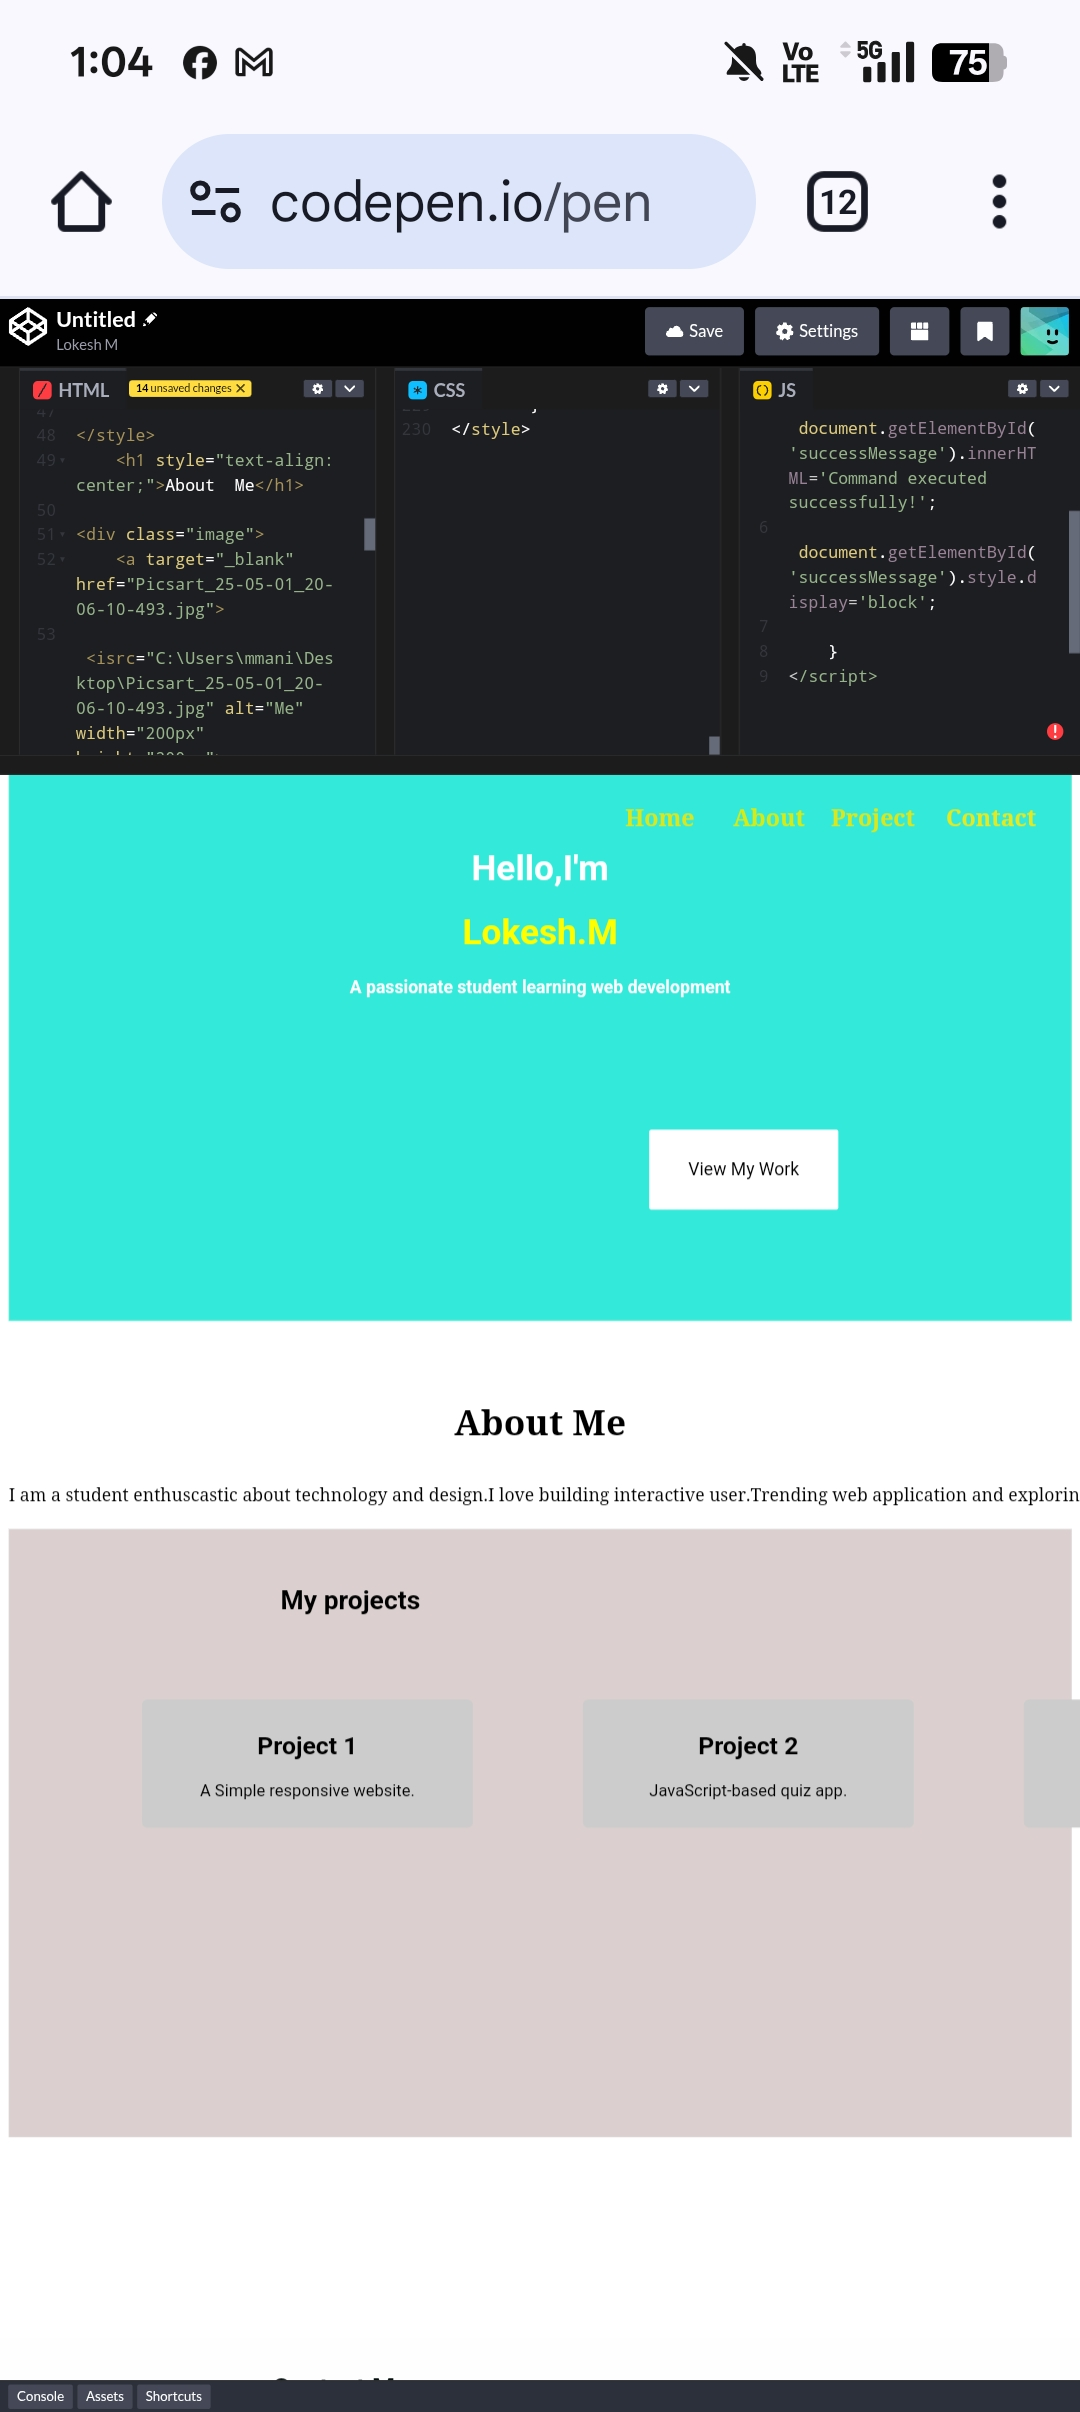 1:04
Vo
LTE
5G
75
codepen.io/pen
12
Untitled
Lokesh M
Save
Settings
HTML
14 unsaved changes X
CSS
JS
47
48 </style>
49 <h1 style="text-align:
center;">About  Me</h1>
50
51 <div class="image">
52 <a target="_blank"
href="Picsart_25-05-01_20-
06-10-493.jpg">
53
<isrc="C:\Users\mmani\Des
ktop\Picsart_25-05-01_20-
06-10-493.jpg" alt="Me"
width="200px"
230 </style>
document.getElementById(
'successMessage').innerHT
ML='Command executed
successfully!';
6
document.getElementById(
'successMessage').style.d
isplay='block';
7
8 }
9 </script>
Home About Project Contact
Hello,I'm
Lokesh.M
A passionate student learning web development
View My Work
About Me
I am a student enthuscastic about technology and design.I love building interactive user.Trending web application and explorin
My projects
Project 1
A Simple responsive website.
Project 2
JavaScript-based quiz app.
Console Assets Shortcuts